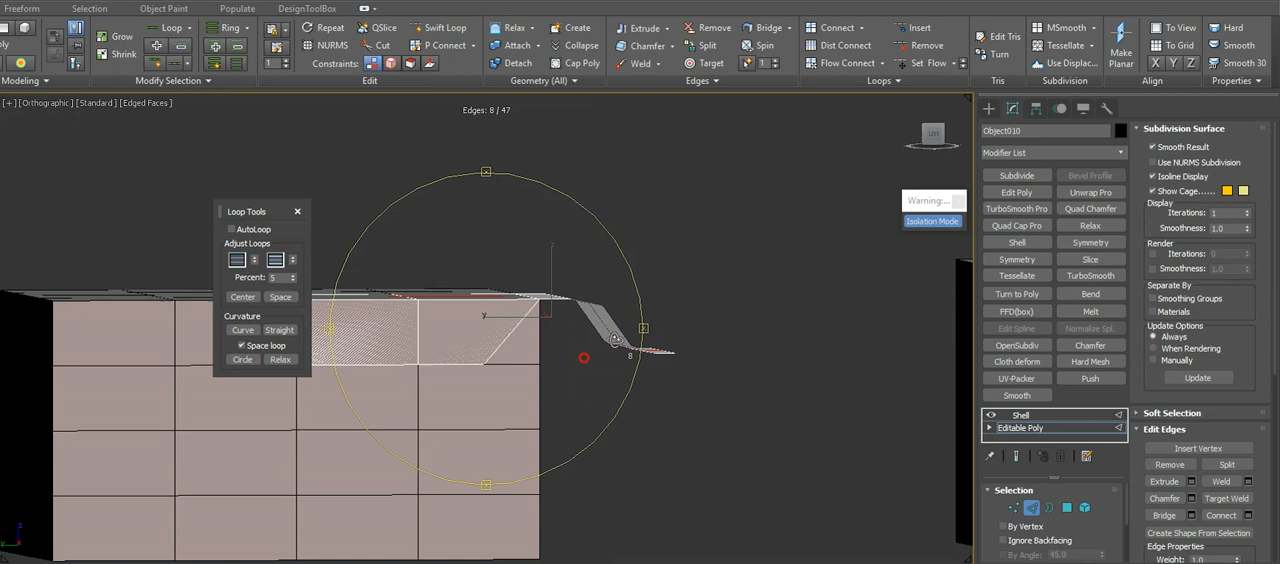 Freeform Selection Object Paint Populate DesignToolBox
Grow Loop Ring Repeat QSlice Swift Loop Relax Create Extrude Remove Bridge Connect Insert Edit Tris To View MSmooth Hard
Shrink NURMS Cut P Connect Attach Collapse Chamfer Split Spin Dist Connect Remove Turn Make Planar To Grid Tessellate Smooth
1 Constraints: Detach Cap Poly Weld Target 1 Flow Connect Set Flow X Y Z Use Displac... Smooth 30
Modeling Modify Selection Edit Geometry (All) Edges Loops Tris Subdivision Align Properties
[+] [Orthographic] [Standard] [Edged Faces]
Edges: 8 / 47
LEFT
Warning:...
Isolation Mode
Loop Tools
AutoLoop
Adjust Loops
Percent: 5
Center Space
Curvature
Curve Straight
Space loop
Circle Relax
z
y
8
z
y
Object010
Modifier List
Subdivide Bevel Profile
Edit Poly Unwrap Pro
TurboSmooth Pro Quad Chamfer
Quad Cap Pro Relax
Shell Symmetry
Symmetry Slice
Tessellate TurboSmooth
Turn to Poly Bend
FFD(box) Melt
Edit Spline Normalize Spl.
OpenSubdiv Chamfer
Cloth deform Hard Mesh
UV-Packer Push
Smooth
Shell
Editable Poly
Selection
By Vertex
Ignore Backfacing
By Angle: 45.0
Subdivision Surface
Smooth Result
Use NURMS Subdivision
Isoline Display
Show Cage......
Display
Iterations: 1
Smoothness: 1.0
Render
Iterations: 0
Smoothness: 1.0
Separate By
Smoothing Groups
Materials
Update Options
Always
When Rendering
Manually
Update
Soft Selection
Edit Edges
Insert Vertex
Remove Split
Extrude Weld
Chamfer Target Weld
Bridge Connect
Create Shape From Selection
Edge Properties
Weight: 1.0